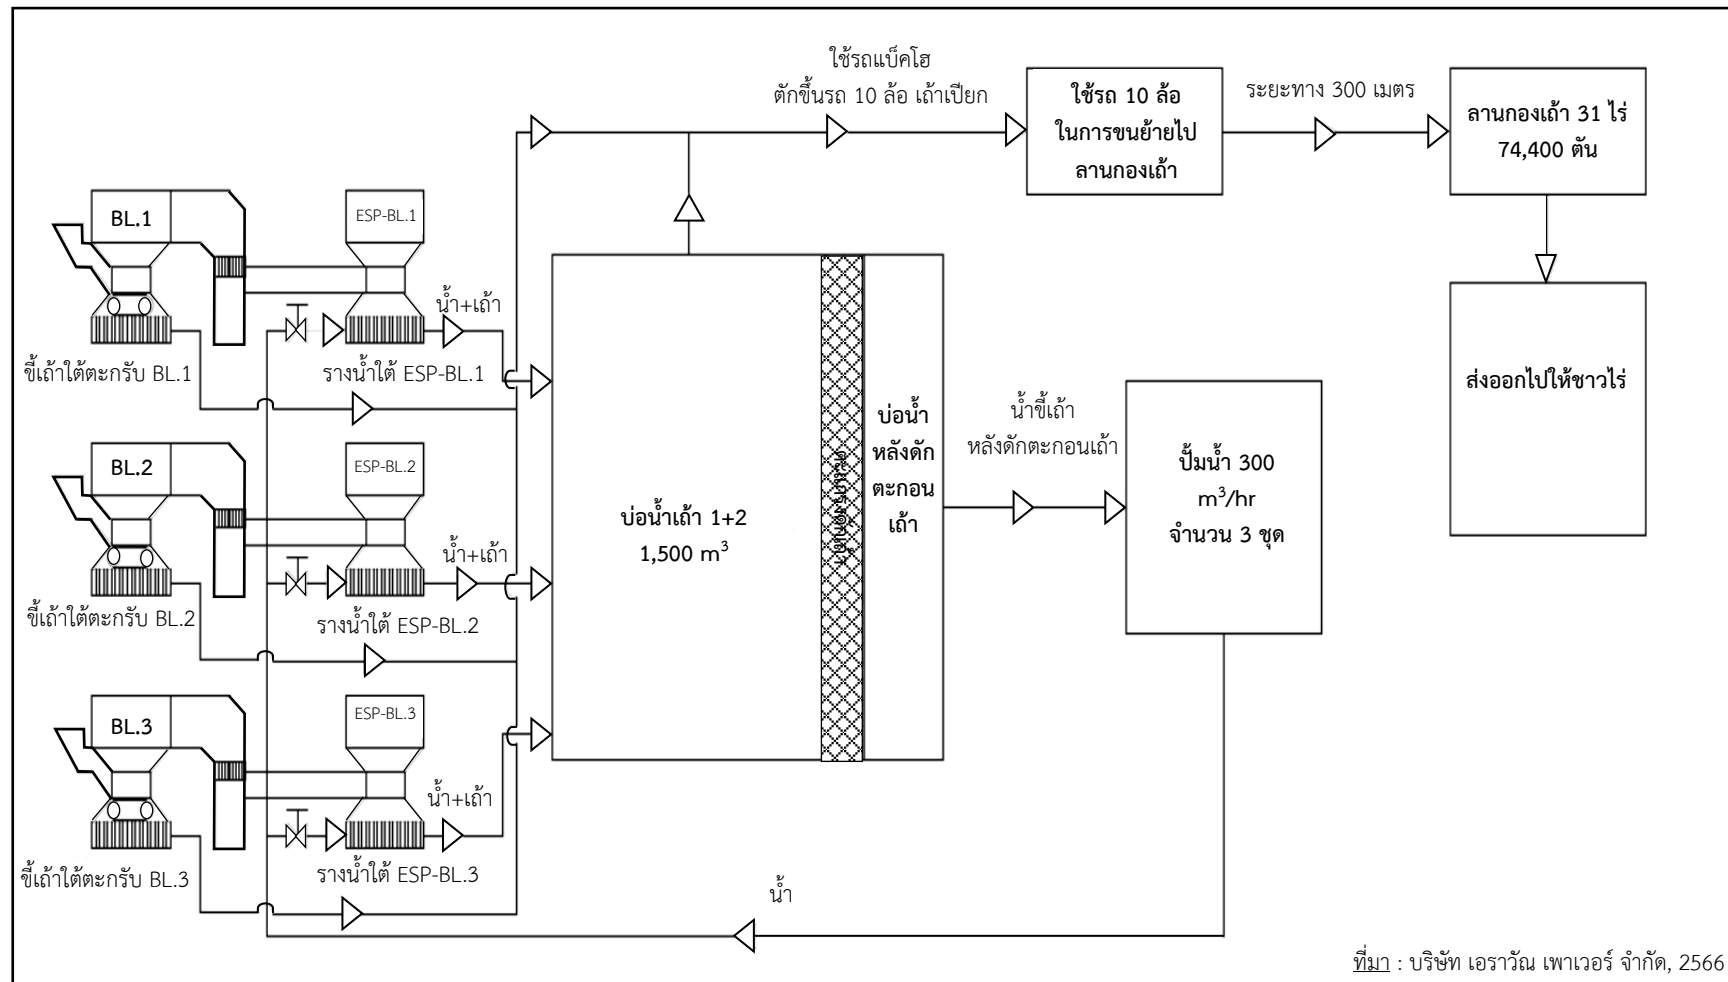 ใช้รถแบ็คโฮ
ตักขึ้นรถ 10 ล้อ เถ้าเปียก
ใช้รถ 10 ล้อ
ในการขนย้ายไป
ลานกองเถ้า
ระยะทาง 300 เมตร
ลานกองเถ้า 31 ไร่
74,400 ตัน
BL.1
ESP-BL.1
น้ำ+เถ้า
ขี้เถ้าใต้ตะกรับ BL.1
รางน้ำใต้ ESP-BL.1
ส่งออกไปให้ชาวไร่
BL.2
ESP-BL.2
น้ำ+เถ้า
ขี้เถ้าใต้ตะกรับ BL.2
รางน้ำใต้ ESP-BL.2
บ่อน้ำเถ้า 1+2
1,500 m³
บ่อน้ำ
หลังดัก
ตะกอน
เถ้า
น้ำขี้เถ้า
หลังดักตะกอนเถ้า
ปั้มน้ำ 300
m³/hr
จำนวน 3 ชุด
BL.3
ESP-BL.3
น้ำ+เถ้า
ขี้เถ้าใต้ตะกรับ BL.3
รางน้ำใต้ ESP-BL.3
น้ำ
ที่มา : บริษัท เอราวัณ เพาเวอร์ จำกัด, 2566